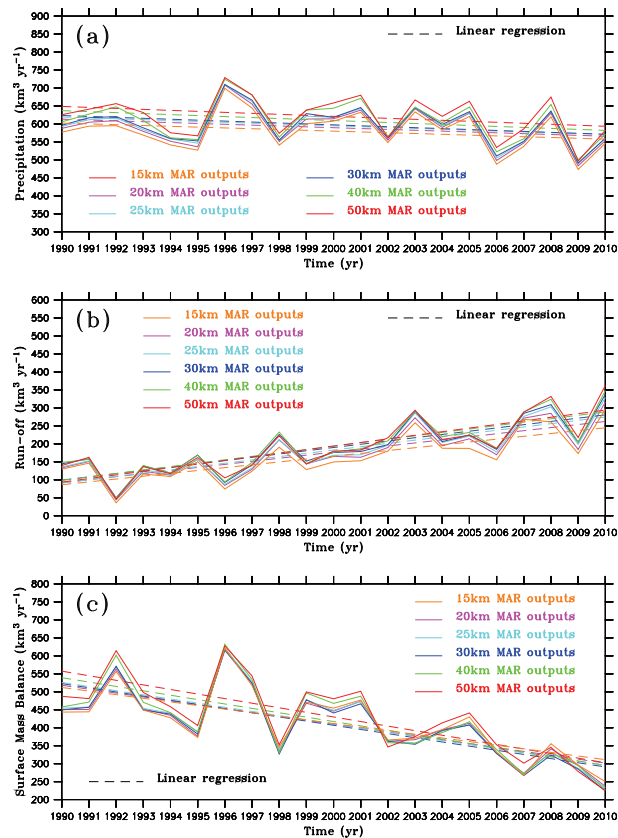 (a)
Linear regression
Precipitation (km³ yr⁻¹)
900
850
800
750
700
650
600
550
500
450
400
350
300
15km MAR outputs
20km MAR outputs
25km MAR outputs
30km MAR outputs
40km MAR outputs
50km MAR outputs
1990 1991 1992 1993 1994 1995 1996 1997 1998 1999 2000 2001 2002 2003 2004 2005 2006 2007 2008 2009 2010
Time (yr)
(b)
Linear regression
Run-off (km³ yr⁻¹)
600
550
500
450
400
350
300
250
200
150
100
50
0
15km MAR outputs
20km MAR outputs
25km MAR outputs
30km MAR outputs
40km MAR outputs
50km MAR outputs
1990 1991 1992 1993 1994 1995 1996 1997 1998 1999 2000 2001 2002 2003 2004 2005 2006 2007 2008 2009 2010
Time (yr)
(c)
Surface Mass Balance (km³ yr⁻¹)
800
750
700
650
600
550
500
450
400
350
300
250
200
15km MAR outputs
20km MAR outputs
25km MAR outputs
30km MAR outputs
40km MAR outputs
50km MAR outputs
Linear regression
1990 1991 1992 1993 1994 1995 1996 1997 1998 1999 2000 2001 2002 2003 2004 2005 2006 2007 2008 2009 2010
Time (yr)